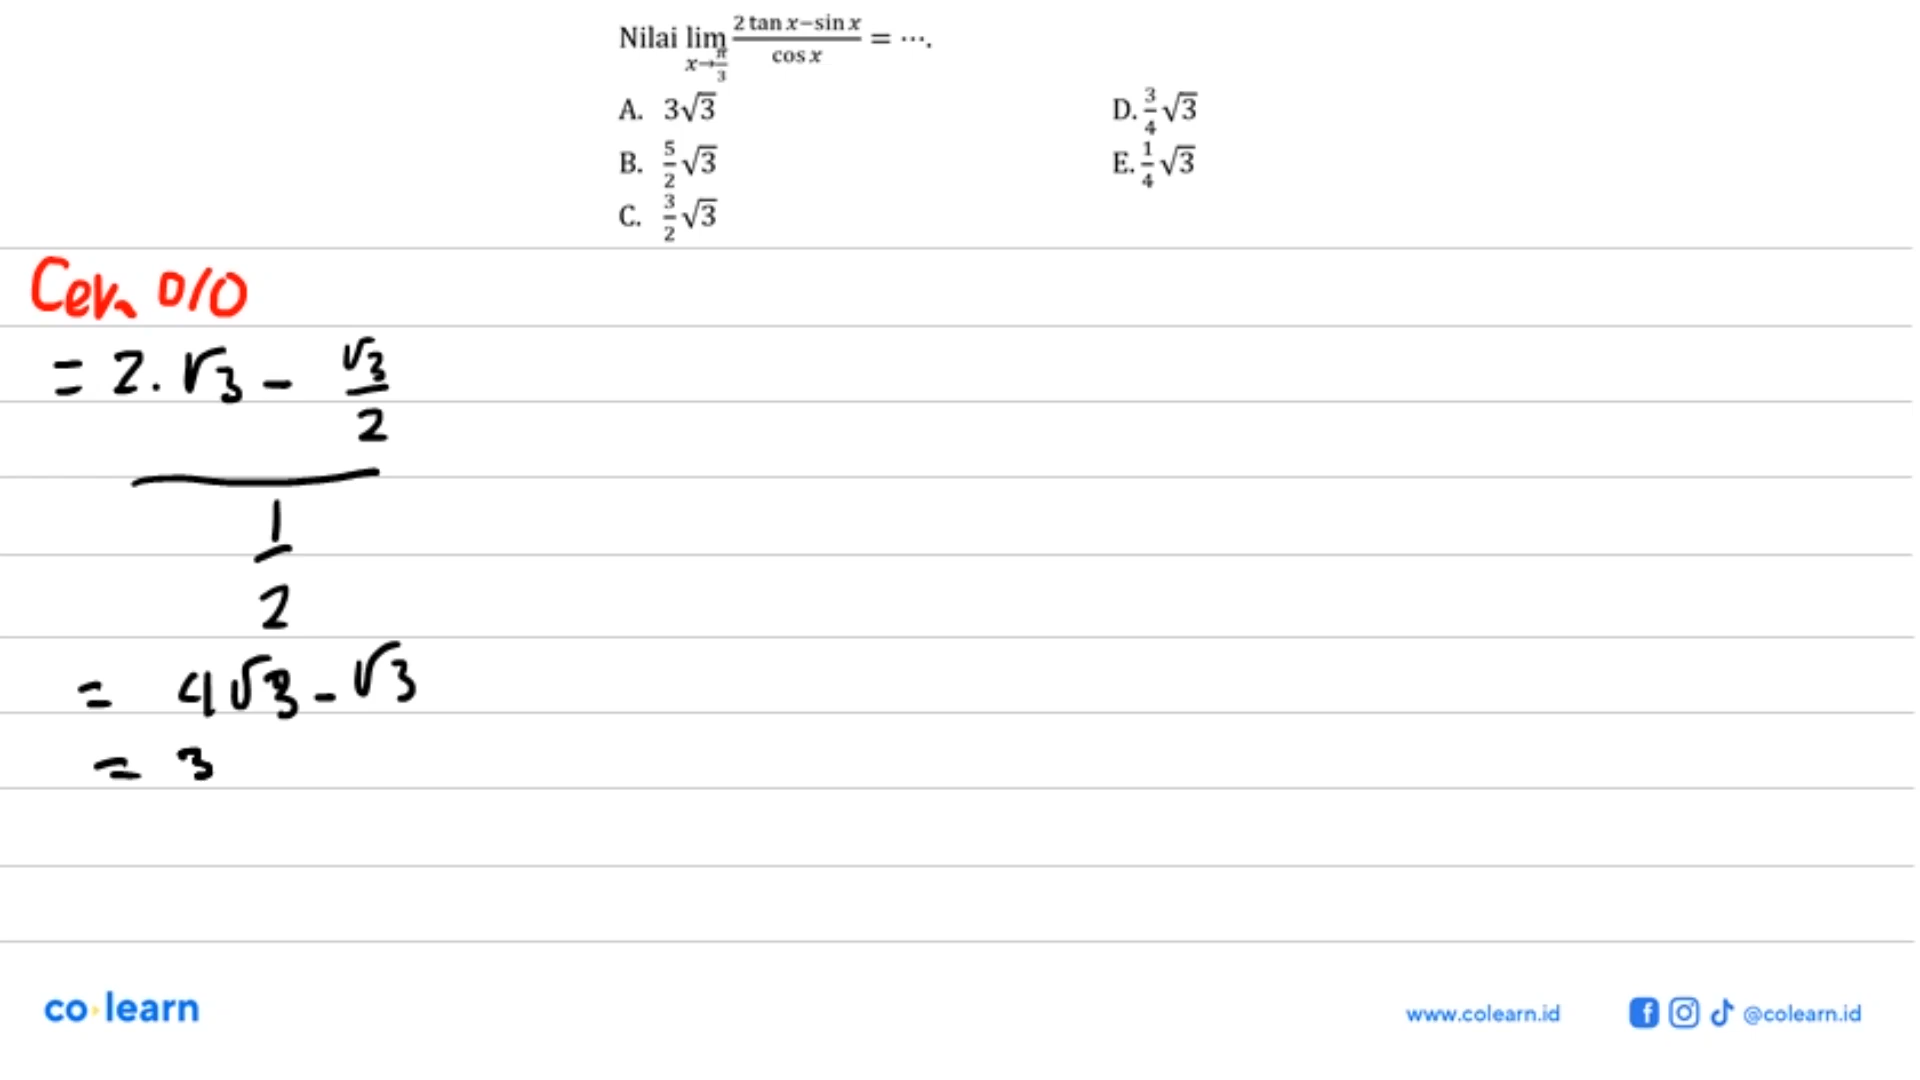 Nilai lim x→π/3 (2 tan x−sin x)/(cos x) = ⋯.
A. 3√3
D. 3/4 √3
B. 5/2 √3
E. 1/4 √3
C. 3/2 √3
Cek 0/0
= 2.√3 - √3/2
1/2
= 4√3 - √3
= 3
co·learn
www.colearn.id
@colearn.id